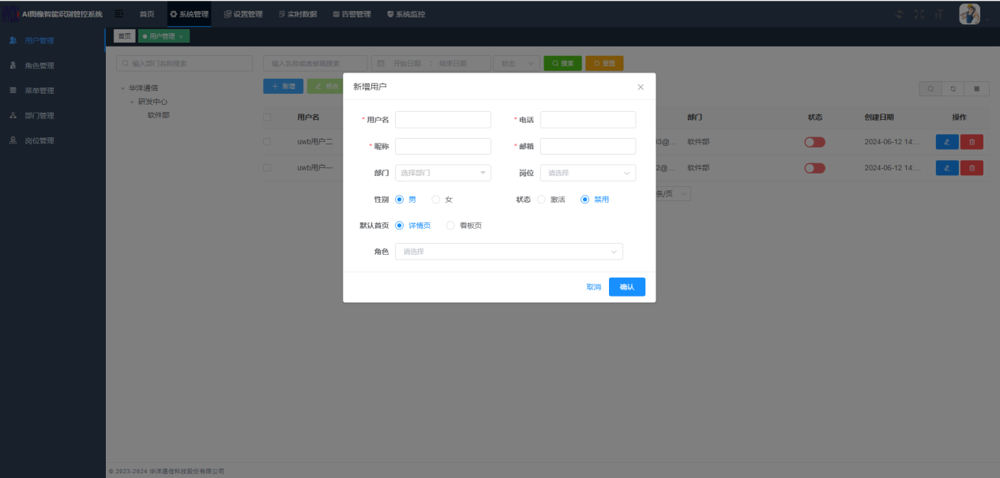 AI图像智能识别管控系统 首页 系统管理 设置管理 实时数据 告警管理 系统监控
用户管理
角色管理
菜单管理
部门管理
岗位管理
首页 用户管理 ×
输入部门名称搜索 输入名称或者邮箱搜索 开始日期 : 结束日期 状态 搜索 重置
华洋通信
研发中心
软件部
+ 新增 修改
用户名 部门 状态 创建日期 操作
uwb用户二 33@... 软件部 2024-06-12 14:...
uwb用户一 2@... 软件部 2024-06-12 14:...
条/页
新增用户
* 用户名 * 电话
* 昵称 * 邮箱
部门 选择部门 岗位 请选择
性别 男 女 状态 激活 禁用
默认首页 详情页 看板页
角色 请选择
取消 确认
© 2023-2024 华洋通信科技股份有限公司